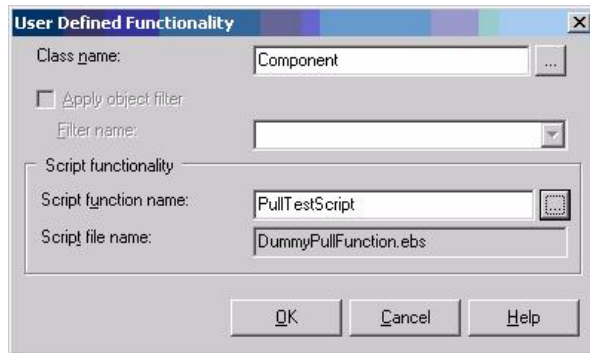 User Defined Functionality
Class name:
Component
...
Apply object filter
Filter name:
Script functionality
Script function name:
PullTestScript
...
Script file name:
DummyPullFunction.ebs
OK
Cancel
Help